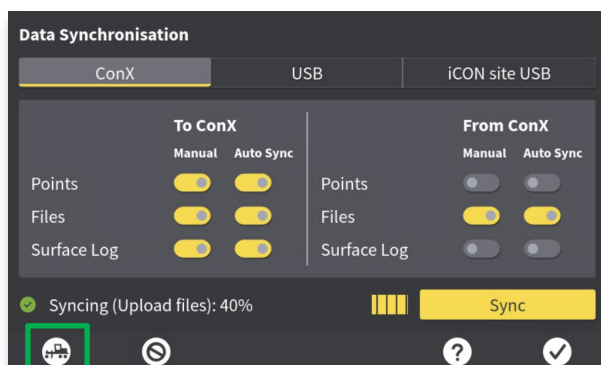 Data Synchronisation
ConX USB iCON site USB
To ConX From ConX
Manual Auto Sync Manual Auto Sync
Points Points
Files Files
Surface Log Surface Log
Syncing (Upload files): 40% Sync
?